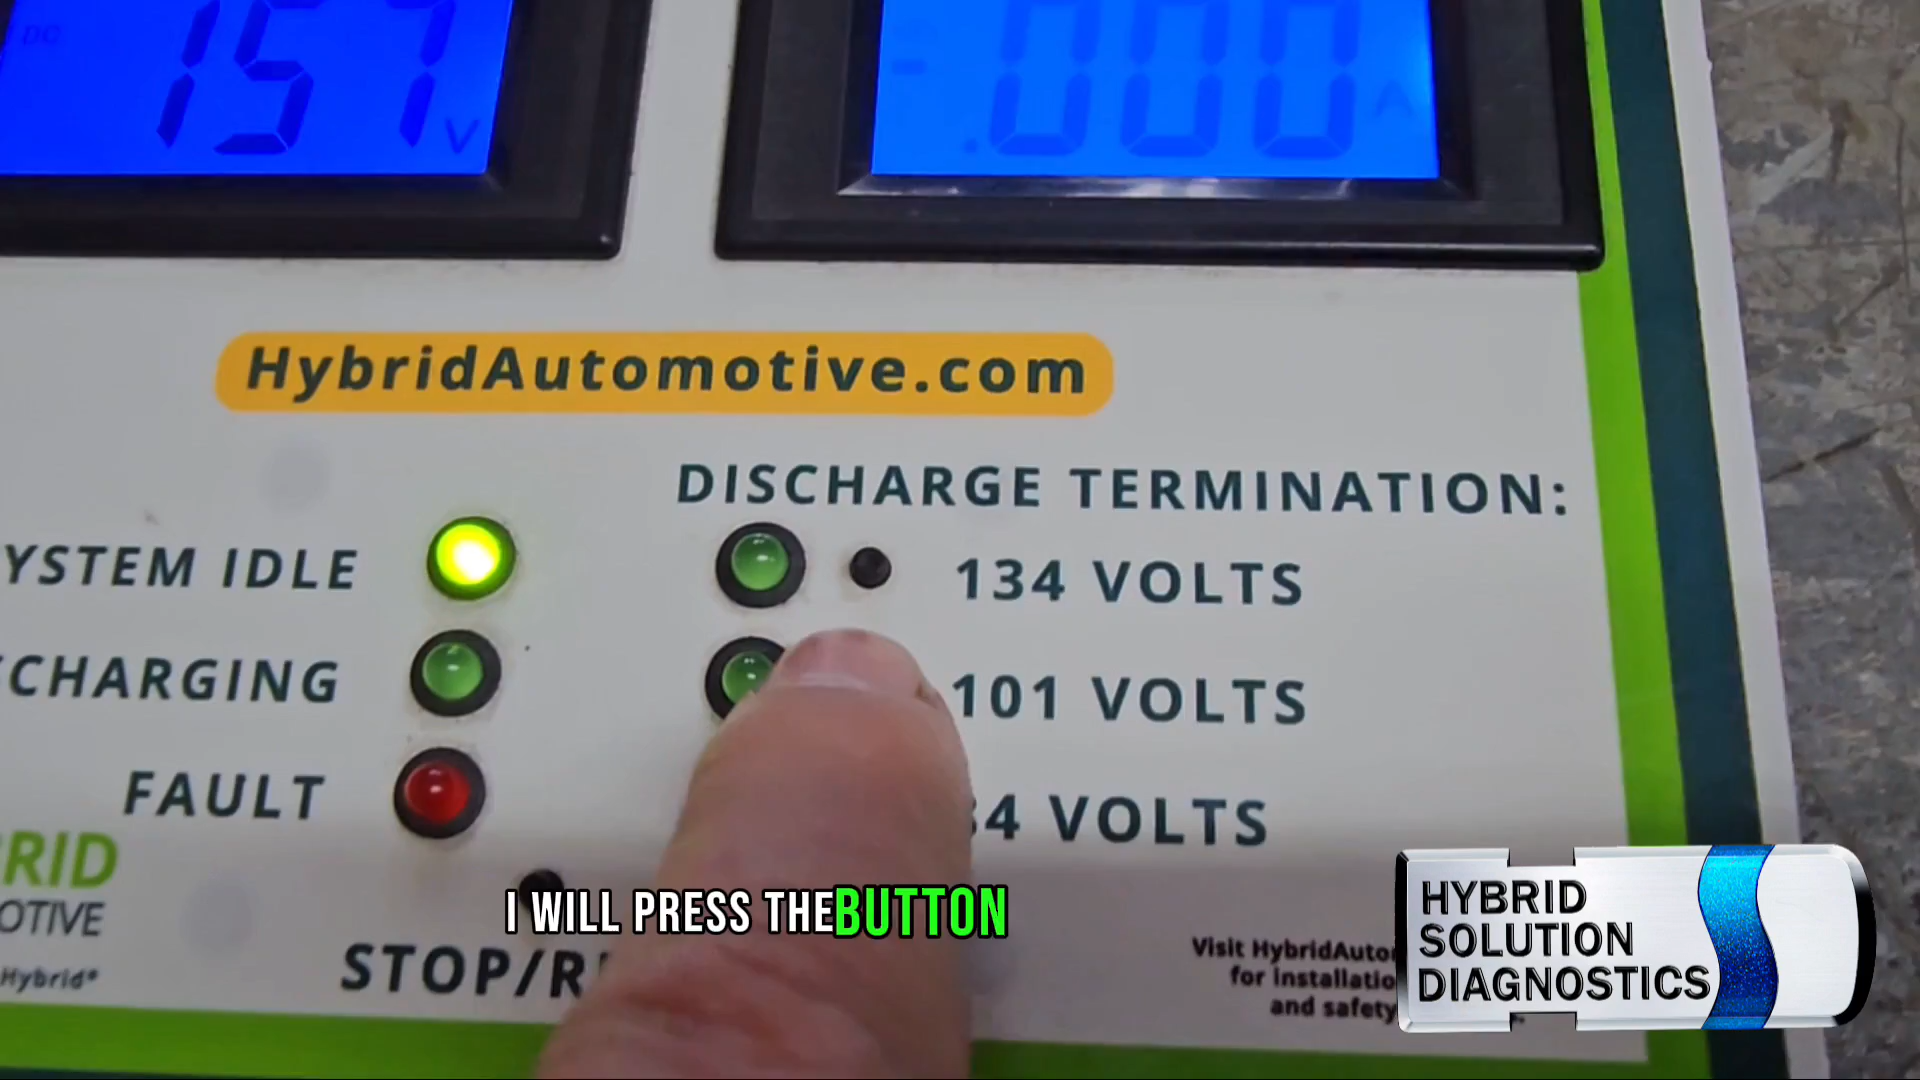 DC
157 V
-.000 A
HybridAutomotive.com
DISCHARGE TERMINATION:
YSTEM IDLE
134 VOLTS
CHARGING
101 VOLTS
FAULT
4 VOLTS
RID
OTIVE
Hybrid®
I WILL PRESS THE BUTTON
STOP/R
Visit HybridAuto
for installatio
and safety
HYBRID
SOLUTION
DIAGNOSTICS